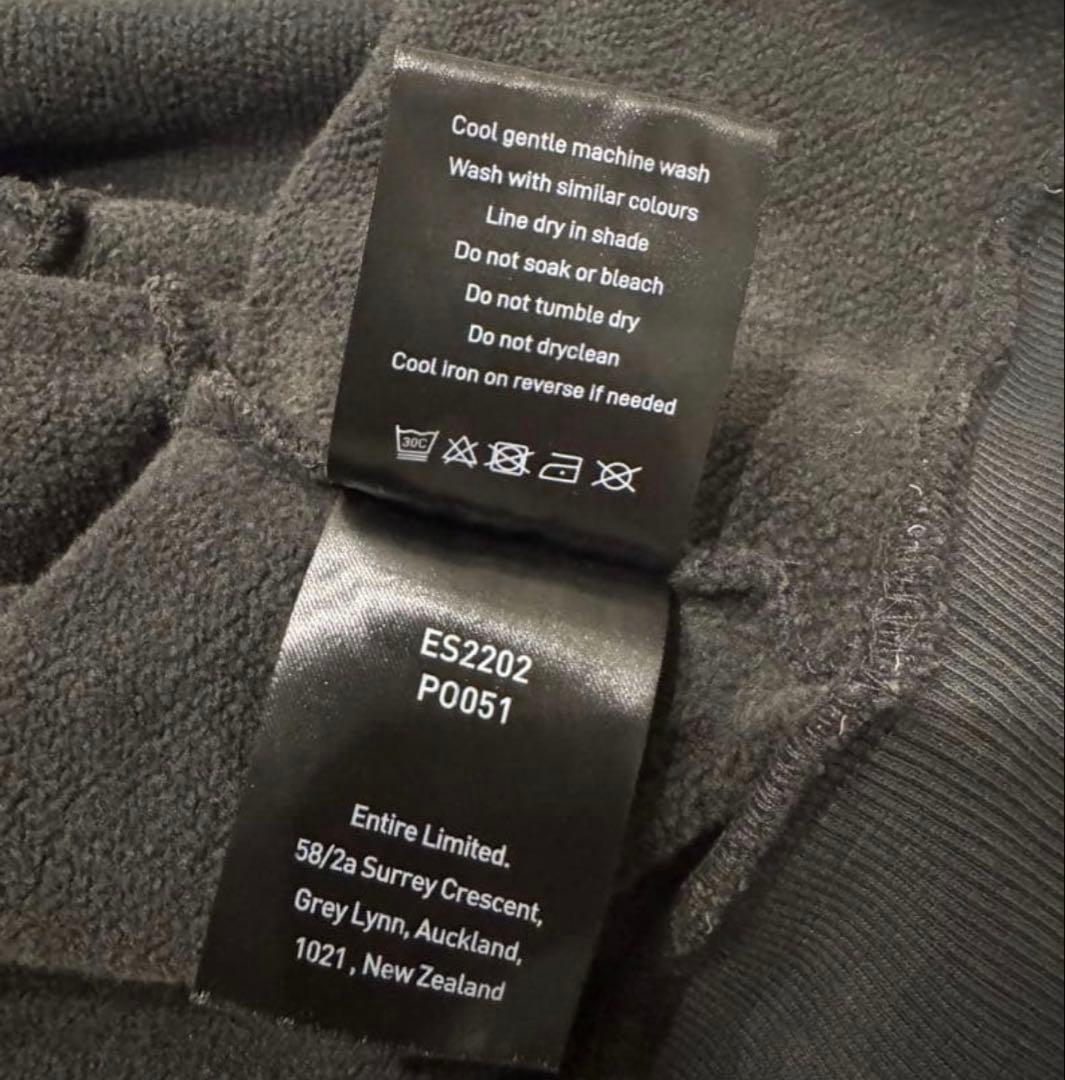 Cool gentle machine wash
Wash with similar colours
Line dry in shade
Do not soak or bleach
Do not tumble dry
Do not dryclean
Cool iron on reverse if needed
30C
ES2202
PO051
Entire Limited.
58/2a Surrey Crescent,
Grey Lynn, Auckland,
1021, New Zealand